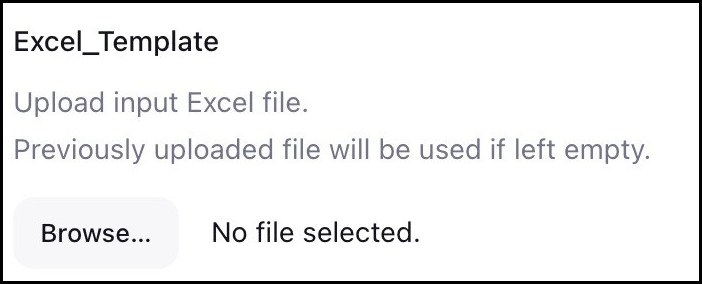 Excel_Template
Upload input Excel file.
Previously uploaded file will be used if left empty.
Browse... No file selected.